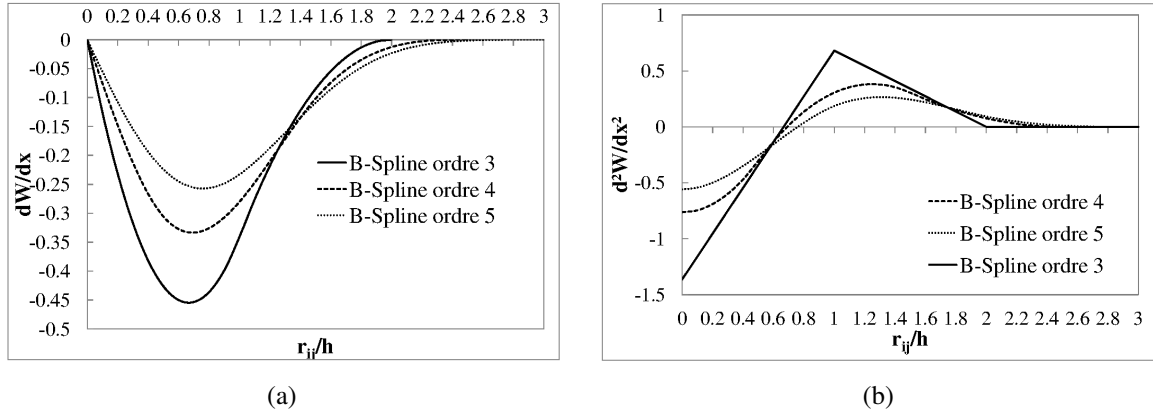 0 0.2 0.4 0.6 0.8 1 1.2 1.4 1.6 1.8 2 2.2 2.4 2.6 2.8 3
0
-0.05
-0.1
-0.15
-0.2
-0.25
-0.3
-0.35
-0.4
-0.45
-0.5
dW/dx
B-Spline ordre 3
B-Spline ordre 4
B-Spline ordre 5
r_ij/h
(a)
1
0.5
0
-0.5
-1
-1.5
d²W/dx²
B-Spline ordre 4
B-Spline ordre 5
B-Spline ordre 3
0 0.2 0.4 0.6 0.8 1 1.2 1.4 1.6 1.8 2 2.2 2.4 2.6 2.8 3
r_ij/h
(b)